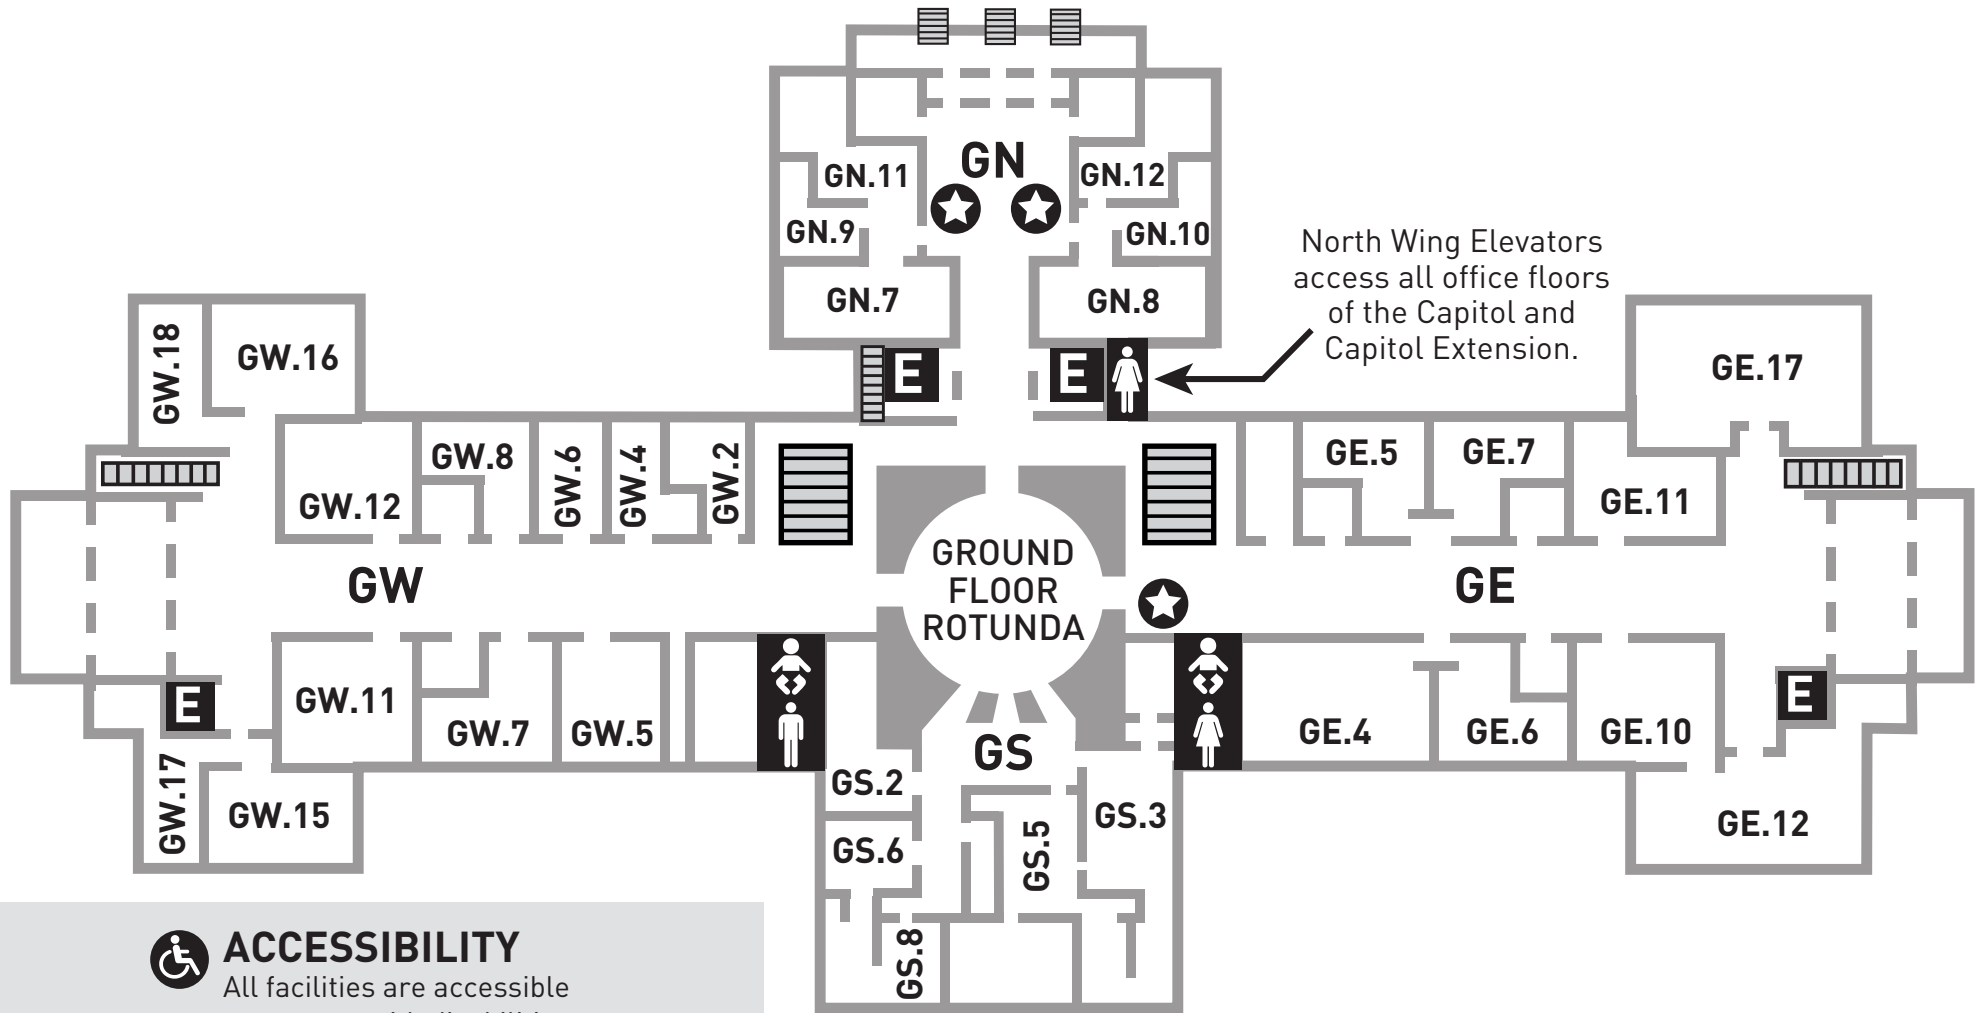 GN
GN.11
GN.12
GN.9
GN.10
GN.7
GN.8
North Wing Elevators
access all office floors
of the Capitol and
Capitol Extension.
E
E
GW.18
GW.16
GE.17
GW.12
GW.8
GW.6
GW.4
GW.2
GE.5
GE.7
GE.11
GROUND
FLOOR
ROTUNDA
GW
GE
E
GW.11
GW.7
GW.5
GE.4
GE.6
GE.10
E
GS
GW.17
GW.15
GS.2
GS.6
GS.5
GS.3
GE.12
GS.8
ACCESSIBILITY
All facilities are accessible